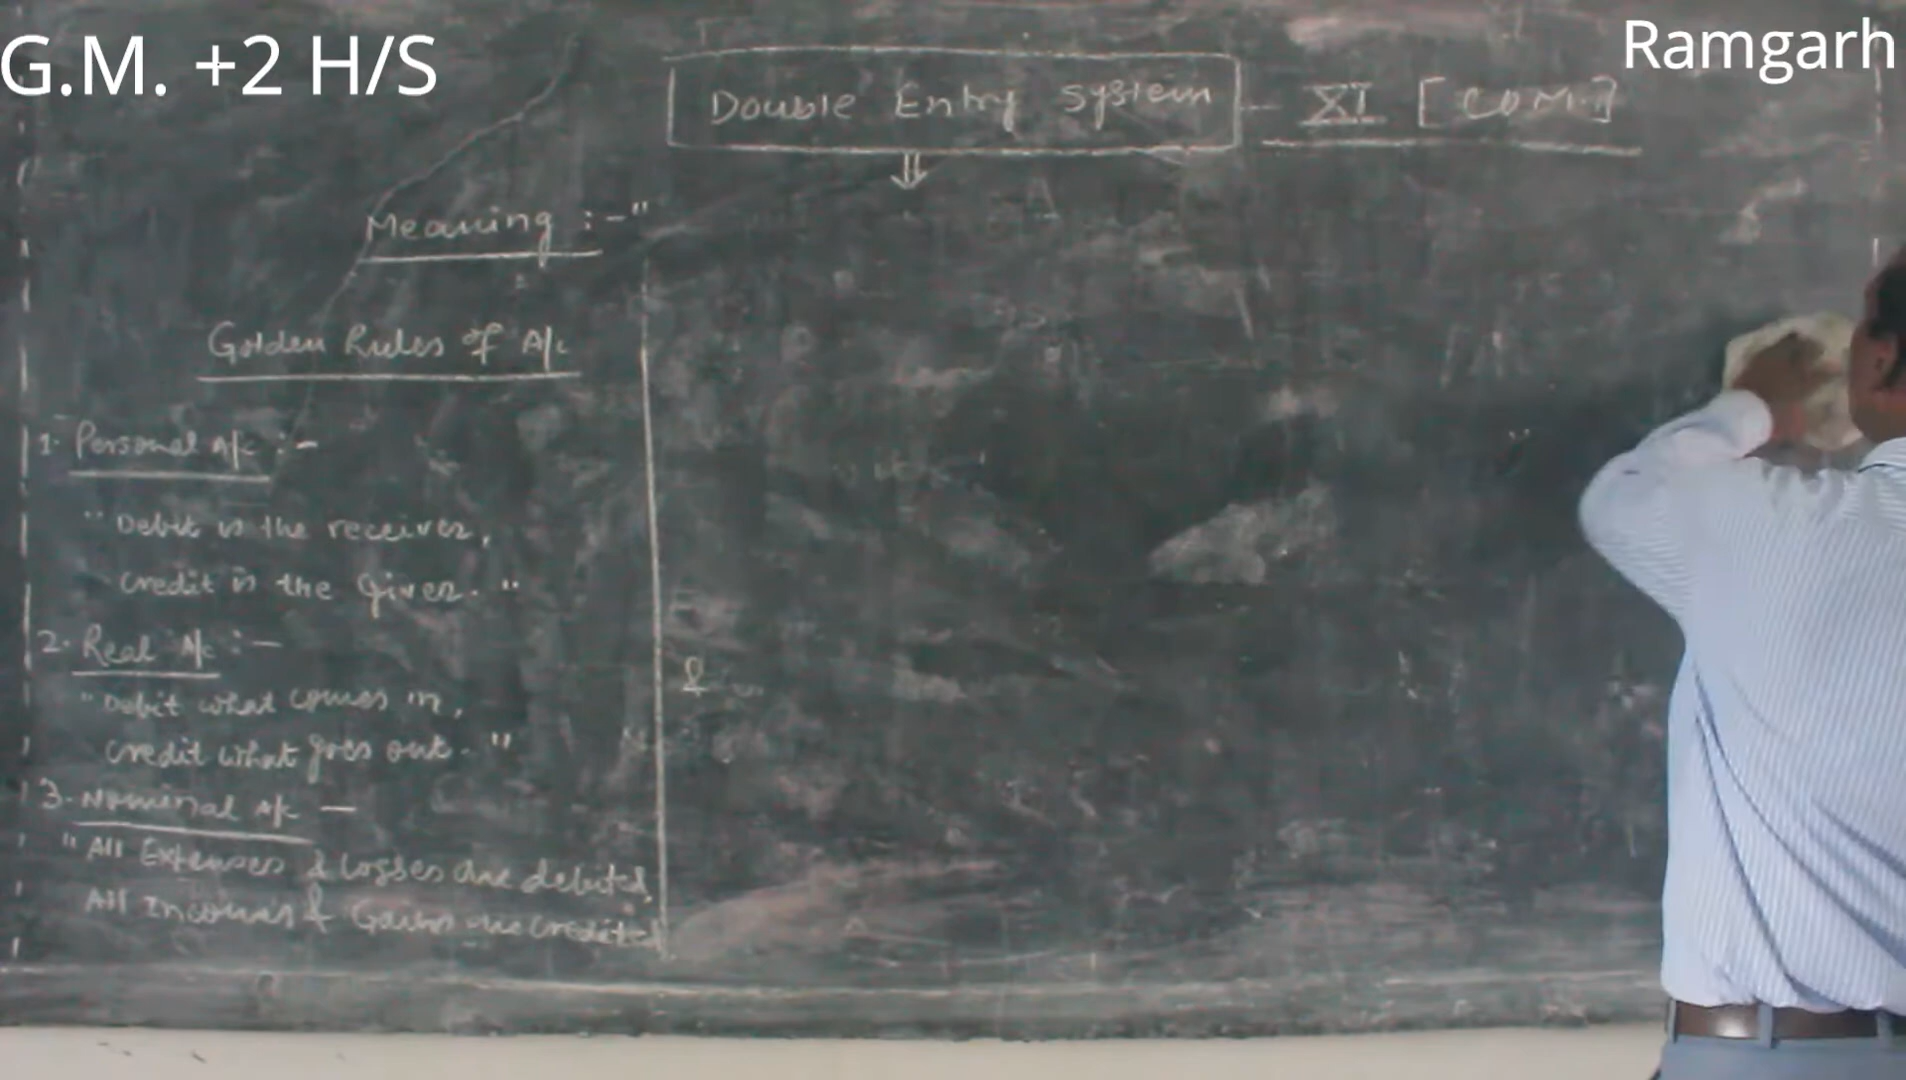 G.M. +2 H/S
Ramgarh
Double Entry System - XI [COM.]
Meaning :- "
Golden Rules of A/c
1. Personal A/c :-
"Debit is the receiver,
credit is the giver."
2. Real A/c :-
"Debit what comes in,
credit what goes out."
3. Nominal A/c -
"All Expenses & Losses are debited,
All Incomes & Gains are credited